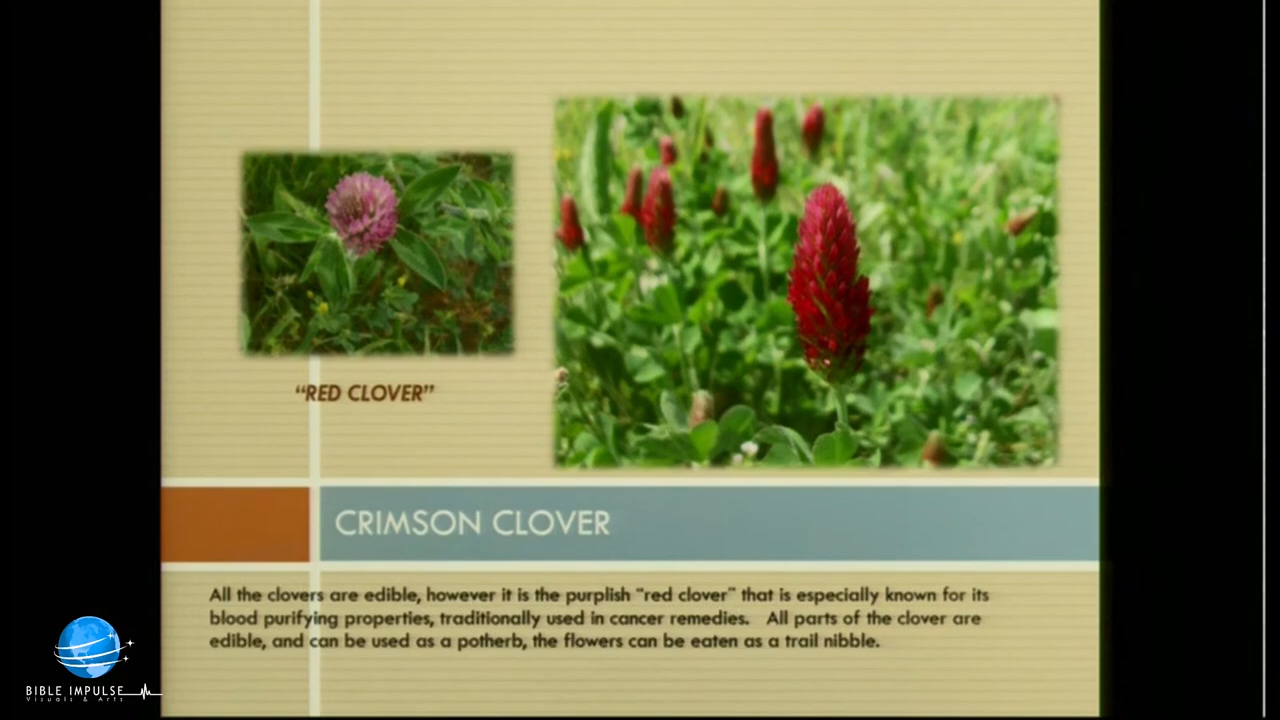 “RED CLOVER”
CRIMSON CLOVER
All the clovers are edible, however it is the purplish "red clover" that is especially known for its
blood purifying properties, traditionally used in cancer remedies. All parts of the clover are
edible, and can be used as a potherb, the flowers can be eaten as a trail nibble.
BIBLE IMPULSE
Visuals & Arts